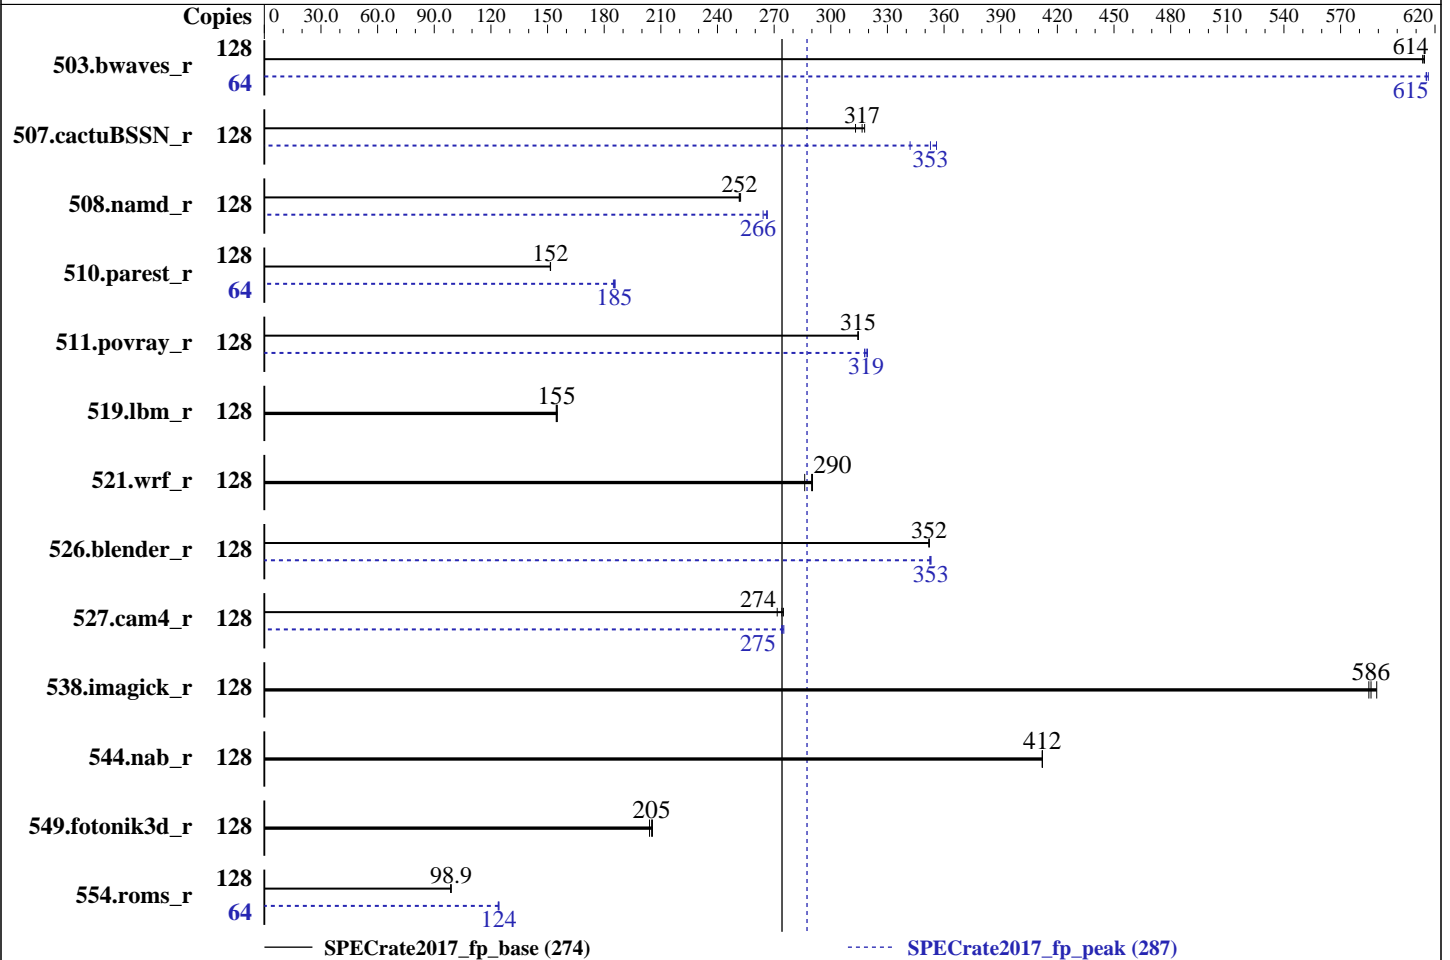 Copies 0 30.0 60.0 90.0 120 150 180 210 240 270 300 330 360 390 420 450 480 510 540 570 620
503.bwaves_r 128 614
64 615
507.cactuBSSN_r 128 317
353
508.namd_r 128 252
266
510.parest_r 128 152
64 185
511.povray_r 128 315
319
519.lbm_r 128 155
521.wrf_r 128 290
526.blender_r 128 352
353
527.cam4_r 128 274
275
538.imagick_r 128 586
544.nab_r 128 412
549.fotonik3d_r 128 205
554.roms_r 128 98.9
64 124
SPECrate2017_fp_base (274) SPECrate2017_fp_peak (287)